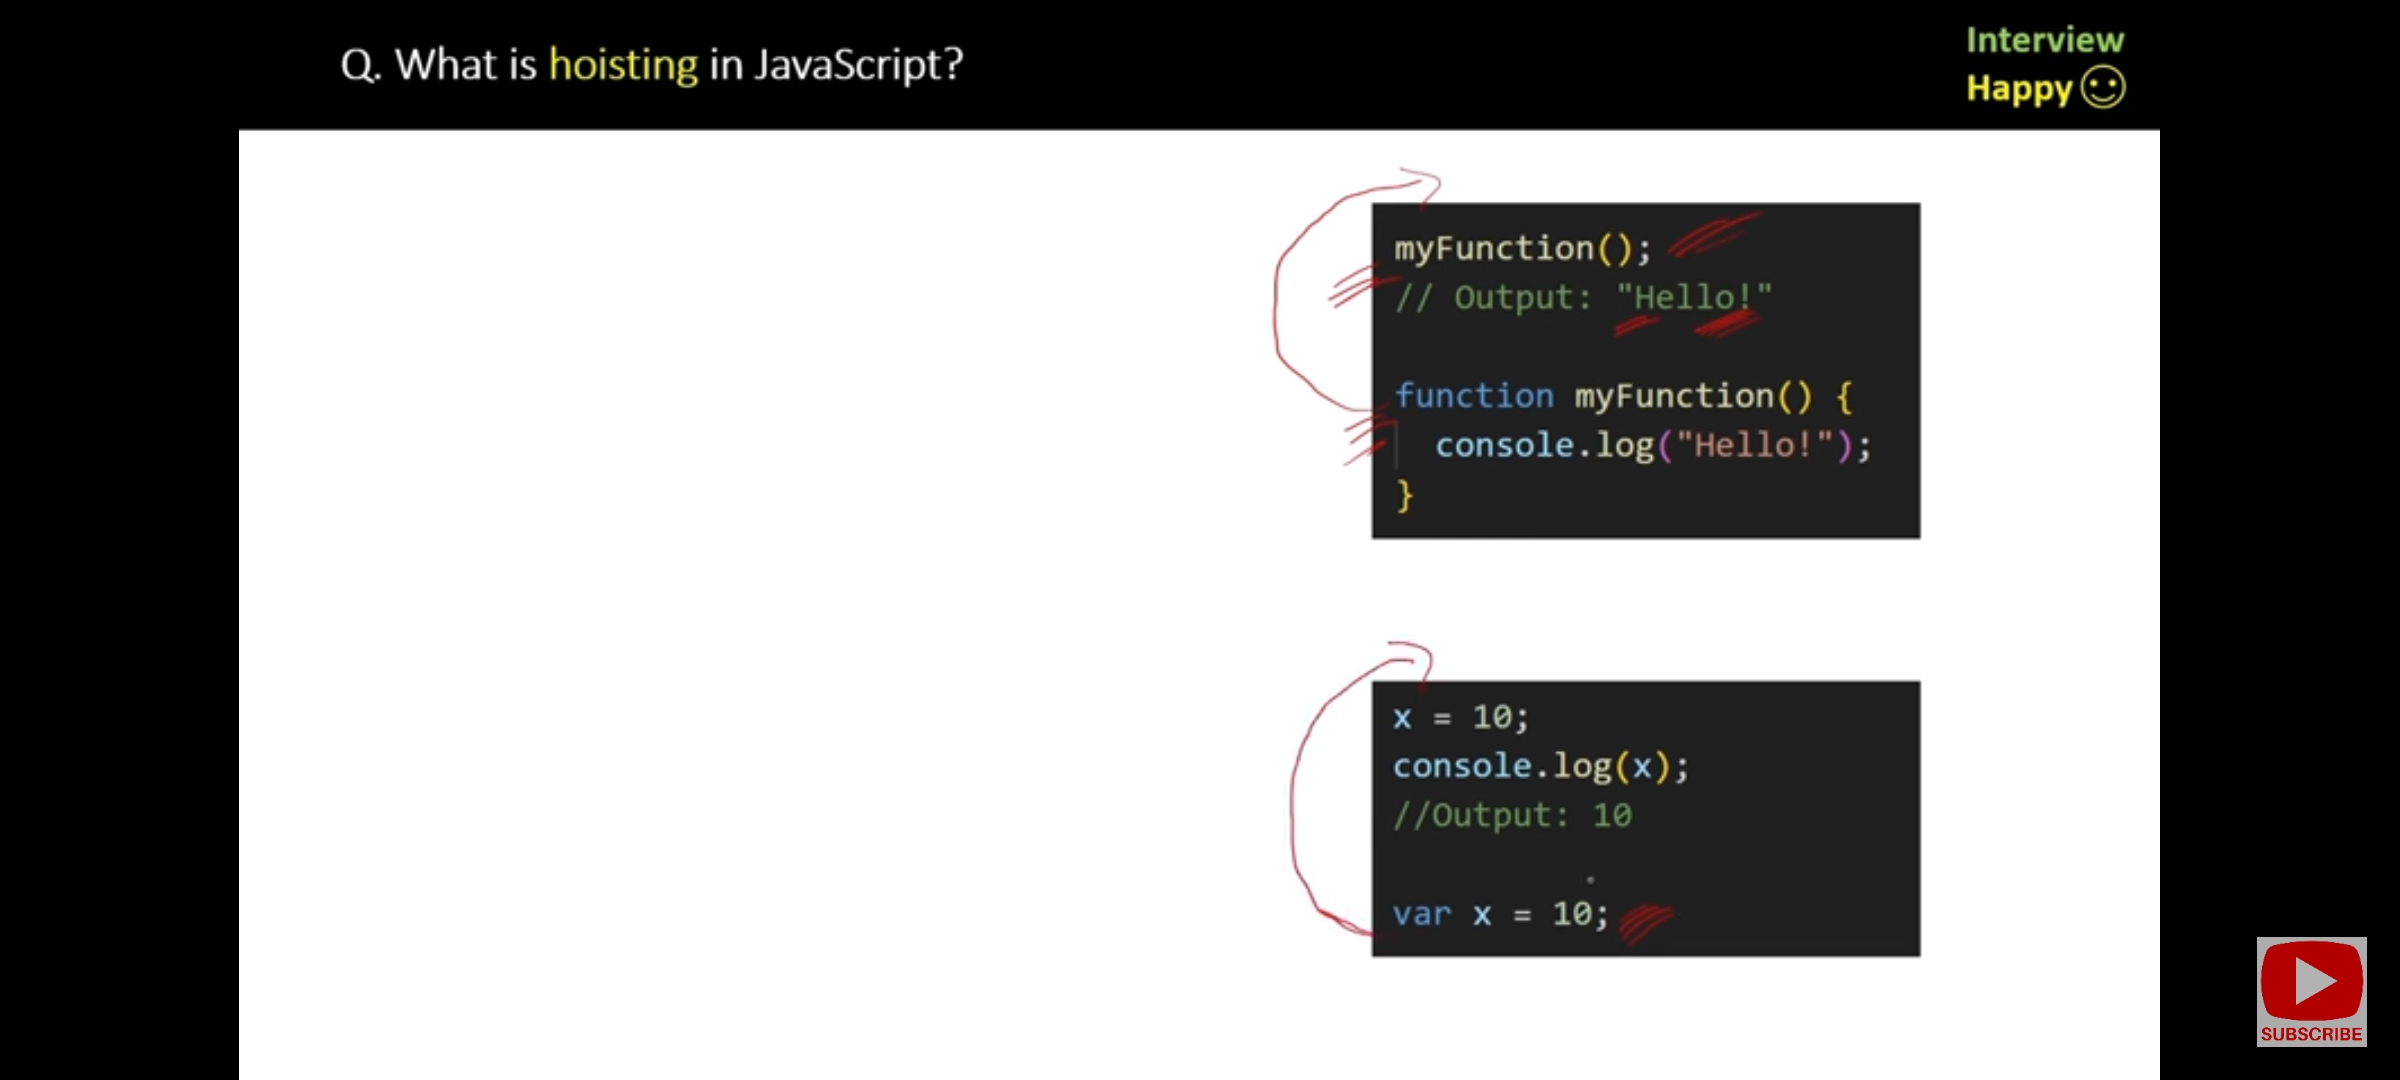 Q. What is hoisting in JavaScript?
Interview
Happy
myFunction();
// Output: "Hello!"
function myFunction() {
console.log("Hello!");
}
x = 10;
console.log(x);
//Output: 10
var x = 10;
SUBSCRIBE